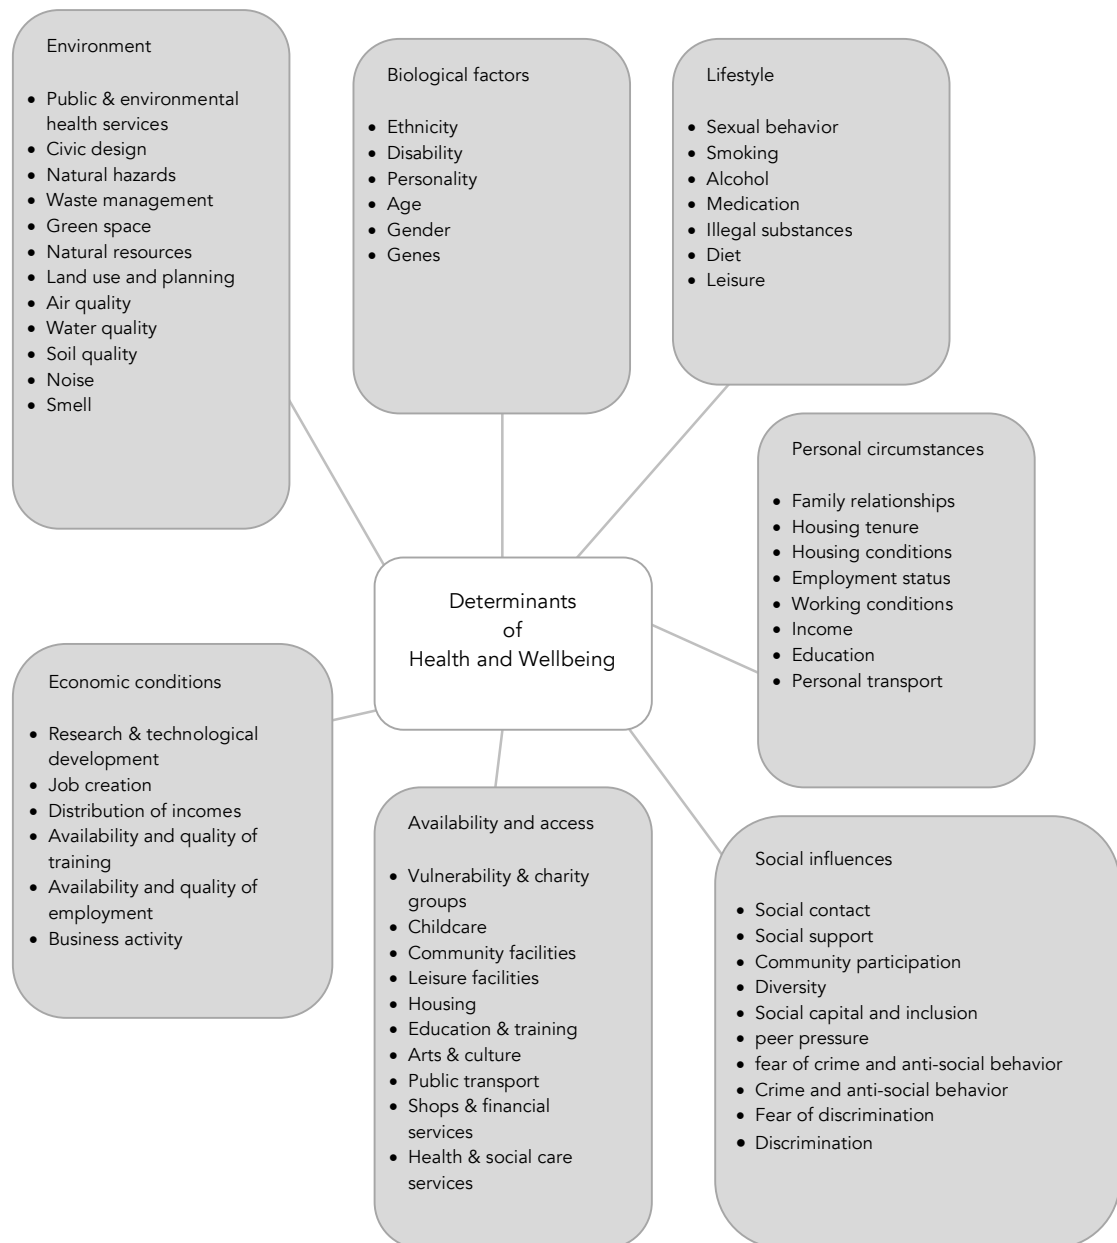 Environment
• Public & environmental
health services
• Civic design
• Natural hazards
• Waste management
• Green space
• Natural resources
• Land use and planning
• Air quality
• Water quality
• Soil quality
• Noise
• Smell
Biological factors
• Ethnicity
• Disability
• Personality
• Age
• Gender
• Genes
Lifestyle
• Sexual behavior
• Smoking
• Alcohol
• Medication
• Illegal substances
• Diet
• Leisure
Personal circumstances
• Family relationships
• Housing tenure
• Housing conditions
• Employment status
• Working conditions
• Income
• Education
• Personal transport
Determinants
of
Health and Wellbeing
Economic conditions
• Research & technological
development
• Job creation
• Distribution of incomes
• Availability and quality of
training
• Availability and quality of
employment
• Business activity
Availability and access
• Vulnerability & charity
groups
• Childcare
• Community facilities
• Leisure facilities
• Housing
• Education & training
• Arts & culture
• Public transport
• Shops & financial
services
• Health & social care
services
Social influences
• Social contact
• Social support
• Community participation
• Diversity
• Social capital and inclusion
• peer pressure
• fear of crime and anti-social behavior
• Crime and anti-social behavior
• Fear of discrimination
• Discrimination